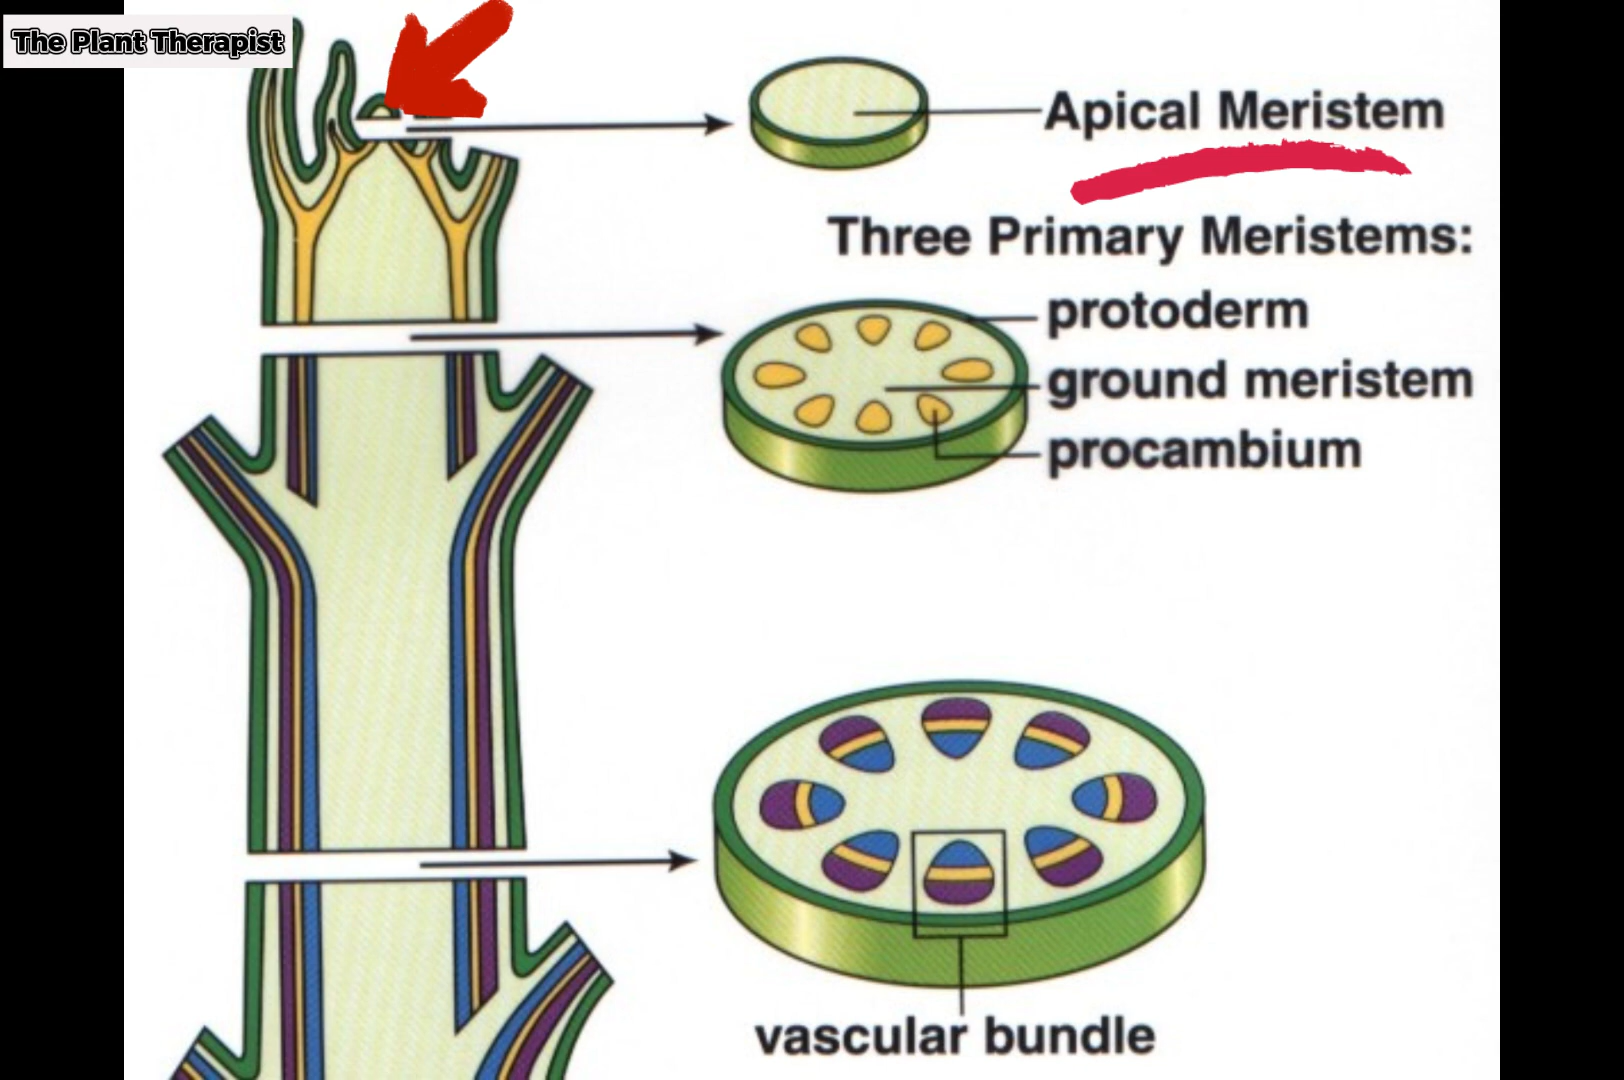 The Plant Therapist
Apical Meristem
Three Primary Meristems:
protoderm
ground meristem
procambium
vascular bundle